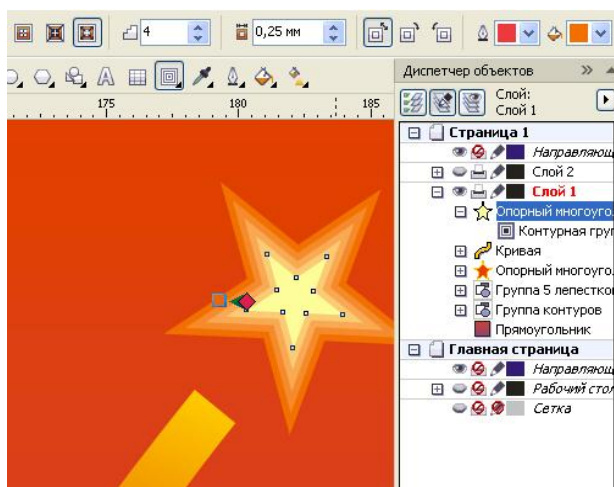 4
0,25 мм
Диспетчер объектов
175 180 185
Слой:
Слой 1
Страница 1
Направляющ
Слой 2
Слой 1
Опорный многоуго.
Контурная груп
Кривая
Опорный многоуго.
Группа 5 лепестков
Группа контуров
Прямоугольник
Главная страница
Направляющ
Рабочий стол
Сетка